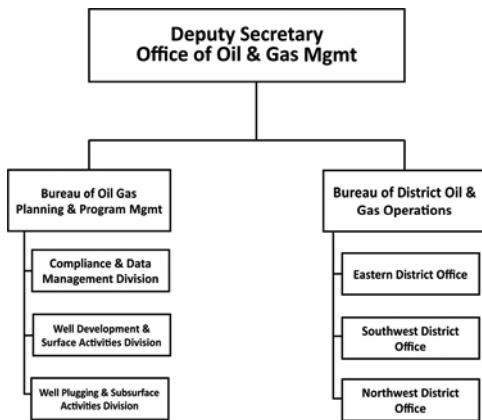 Deputy Secretary
Office of Oil & Gas Mgmt
Bureau of Oil Gas
Planning & Program Mgmt
Compliance & Data
Management Division
Well Development &
Surface Activities Division
Well Plugging & Subsurface
Activities Division
Bureau of District Oil &
Gas Operations
Eastern District Office
Southwest District
Office
Northwest District
Office